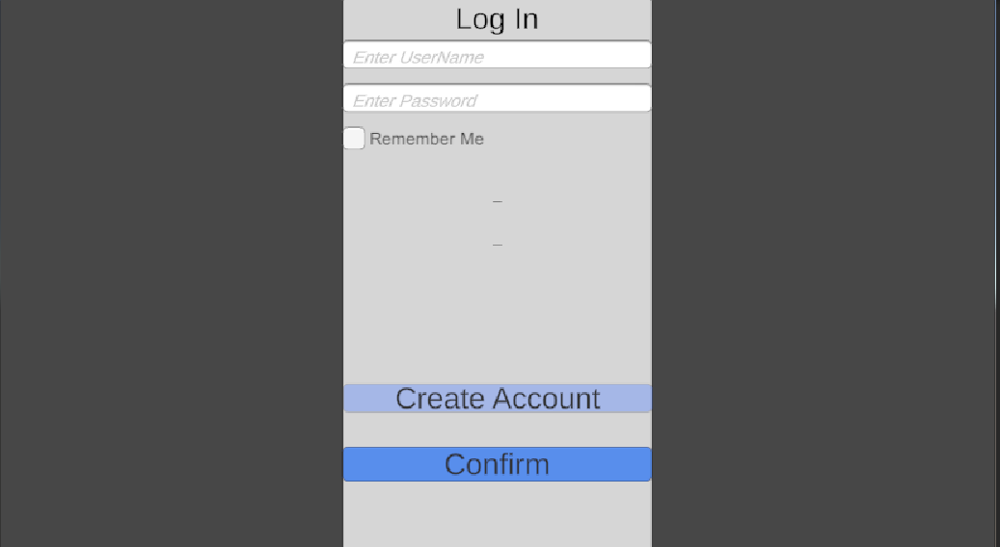 Log In
Enter UserName
Enter Password
Remember Me
_
_
Create Account
Confirm